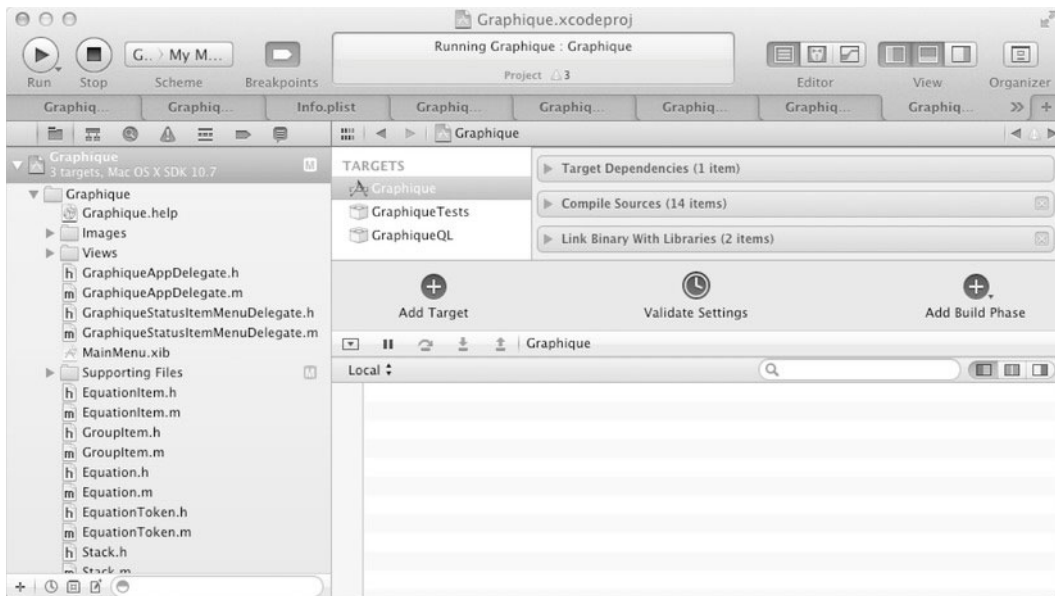 Graphique.xcodeproj
Running Graphique : Graphique
Project 3
G.. My M...
Run Stop Scheme Breakpoints Editor View Organizer
Graphiq... Graphiq... Info.plist Graphiq... Graphiq... Graphiq... Graphiq... Graphiq...
Graphique
Graphique
3 targets, Mac OS X SDK 10.7
M
Graphique
Graphique.help
Images
Views
h GraphiqueAppDelegate.h
m GraphiqueAppDelegate.m
h GraphiqueStatusItemMenuDelegate.h
m GraphiqueStatusItemMenuDelegate.m
MainMenu.xib
Supporting Files M
h EquationItem.h
m EquationItem.m
h GroupItem.h
m GroupItem.m
h Equation.h
m Equation.m
h EquationToken.h
m EquationToken.m
h Stack.h
m Stack.m
TARGETS
Graphique
GraphiqueTests
GraphiqueQL
Target Dependencies (1 item)
Compile Sources (14 items)
Link Binary With Libraries (2 items)
Add Target Validate Settings Add Build Phase
Graphique
Local